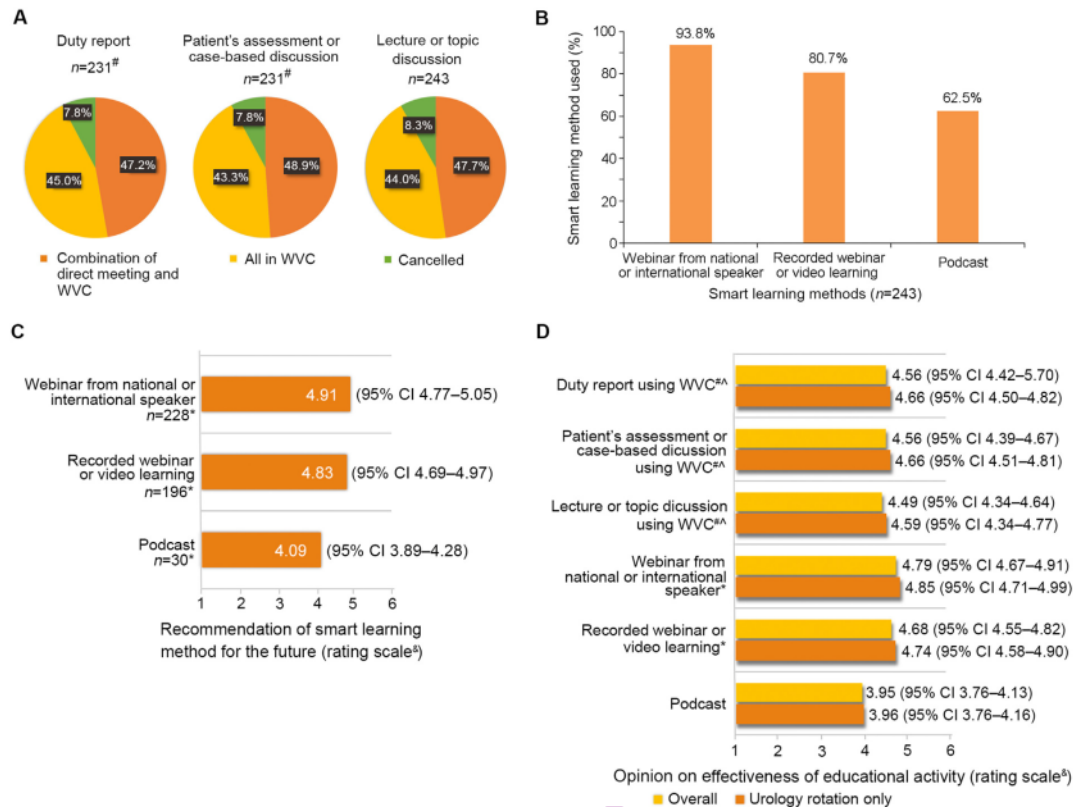 A
Duty report
n=231#
Patient's assessment or
case-based discussion
n=231#
Lecture or topic
discussion
n=243
7.8%
47.2%
45.0%
7.8%
48.9%
43.3%
8.3%
47.7%
44.0%
Combination of
direct meeting and
WVC
All in WVC
Cancelled
B
Smart learning method used (%)
100
80
60
40
20
0
93.8%
80.7%
62.5%
Webinar from national
or international speaker
Recorded webinar
or video learning
Podcast
Smart learning methods (n=243)
C
Webinar from national or
international speaker
n=228*
4.91 (95% CI 4.77–5.05)
Recorded webinar
or video learning
n=196*
4.83 (95% CI 4.69–4.97)
Podcast
n=30*
4.09 (95% CI 3.89–4.28)
1 2 3 4 5 6
Recommendation of smart learning
method for the future (rating scale&)
D
Duty report using WVC#^
4.56 (95% CI 4.42–5.70)
4.66 (95% CI 4.50–4.82)
Patient's assessment or
case-based dicussion
using WVC#^
4.56 (95% CI 4.39–4.67)
4.66 (95% CI 4.51–4.81)
Lecture or topic dicussion
using WVC#^
4.49 (95% CI 4.34–4.64)
4.59 (95% CI 4.34–4.77)
Webinar from
national or international
speaker*
4.79 (95% CI 4.67–4.91)
4.85 (95% CI 4.71–4.99)
Recorded webinar or
video learning*
4.68 (95% CI 4.55–4.82)
4.74 (95% CI 4.58–4.90)
Podcast
3.95 (95% CI 3.76–4.13)
3.96 (95% CI 3.76–4.16)
1 2 3 4 5 6
Opinion on effectiveness of educational activity (rating scale&)
Overall
Urology rotation only